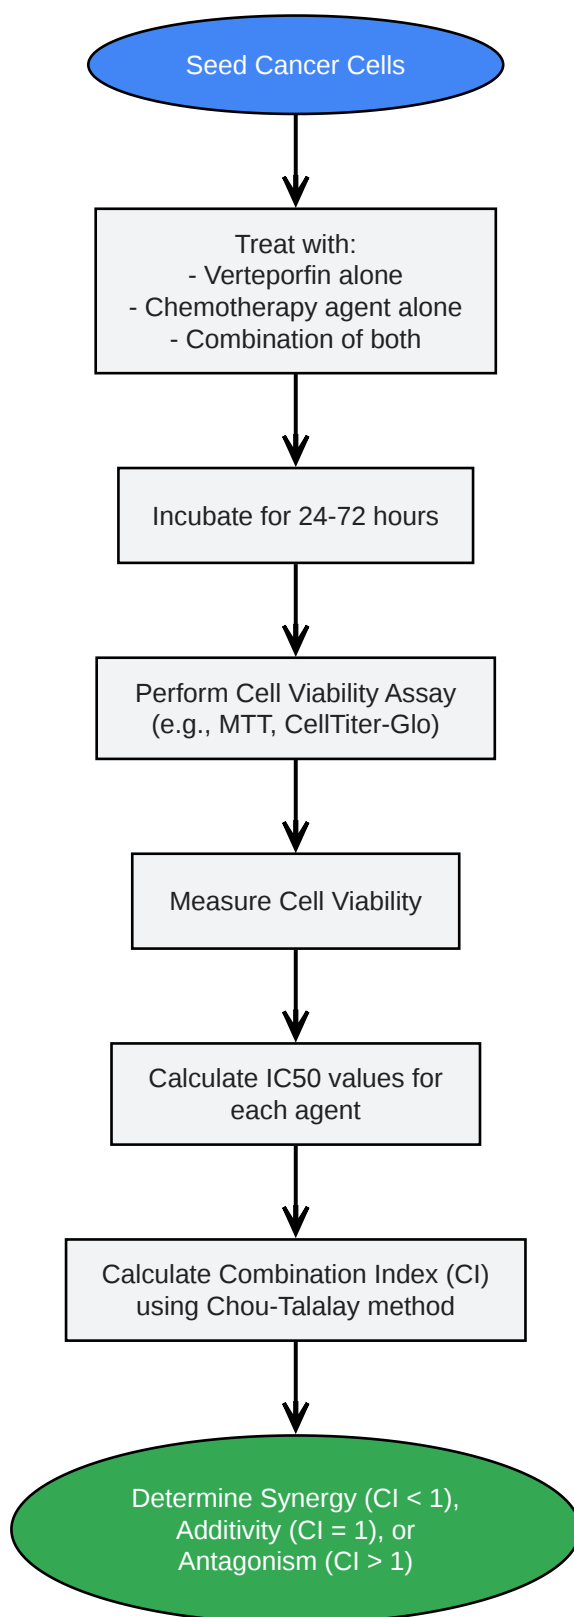 Seed Cancer Cells
Treat with:
- Verteporfin alone
- Chemotherapy agent alone
- Combination of both
Incubate for 24-72 hours
Perform Cell Viability Assay
(e.g., MTT, CellTiter-Glo)
Measure Cell Viability
Calculate IC50 values for
each agent
Calculate Combination Index (CI)
using Chou-Talalay method
Determine Synergy (CI < 1),
Additivity (CI = 1), or
Antagonism (CI > 1)